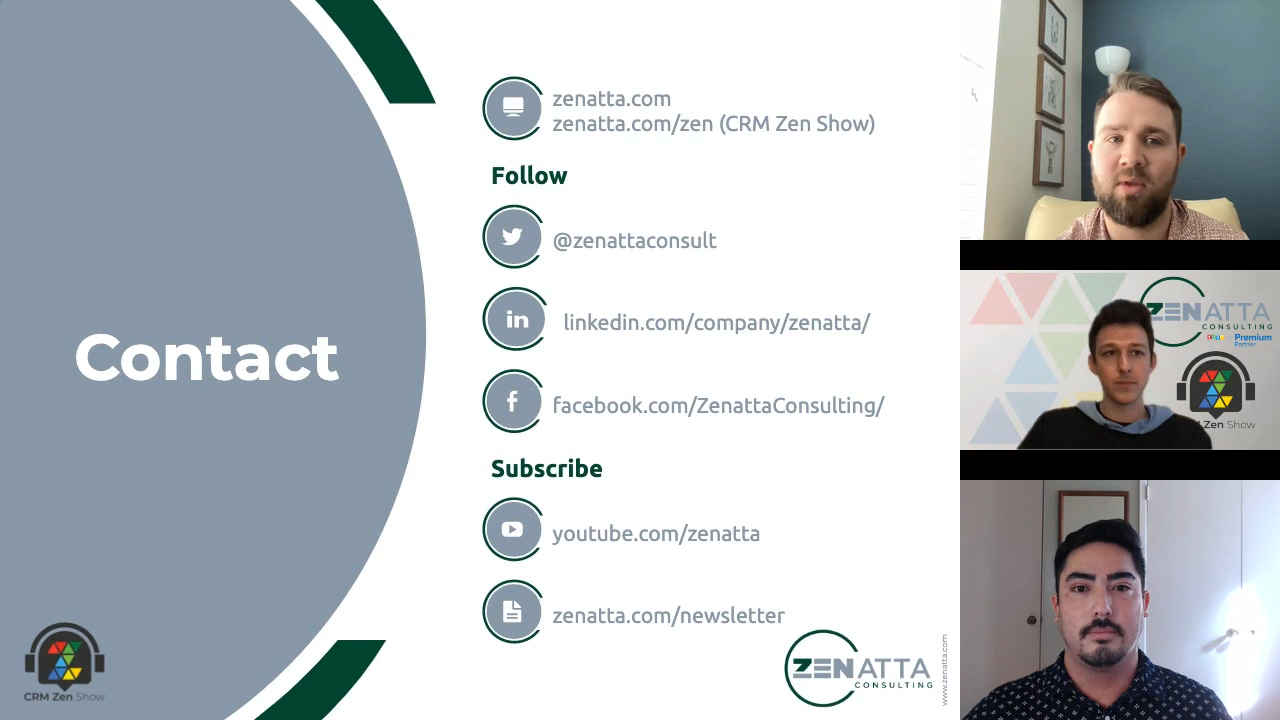 Contact
zenatta.com
zenatta.com/zen (CRM Zen Show)
Follow
@zenattaconsult
linkedin.com/company/zenatta/
facebook.com/ZenattaConsulting/
Subscribe
youtube.com/zenatta
zenatta.com/newsletter
CRM Zen Show
ZENATTA
CONSULTING
www.zenatta.com
ZENATTA
CONSULTING
Premium
Partner
Zen Show